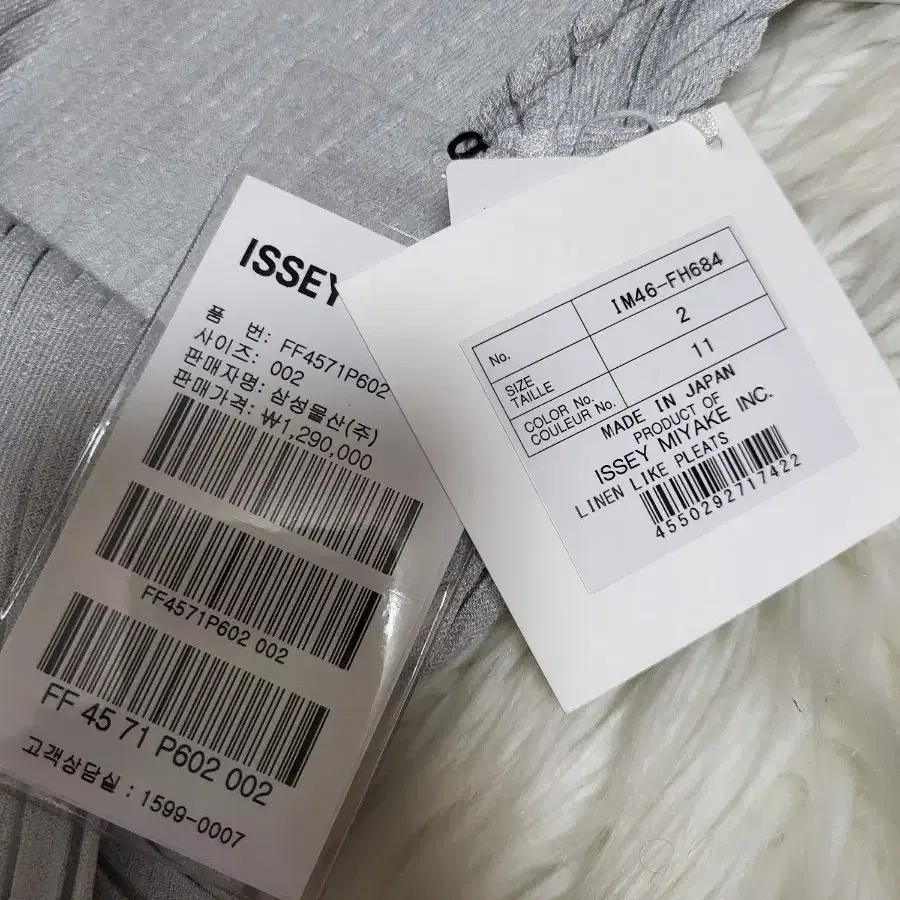 ISSEY
품 번: FF4571P602
사이즈: 002
판매자명: 삼성물산(주)
판매가격: ₩1,290,000
FF4571P602 002
FF 45 71 P602 002
고객상담실 : 1599-0007
No. IM46-FH684
SIZE
TAILLE 2
COLOR No.
COULEUR No. 11
MADE IN JAPAN
PRODUCT OF
ISSEY MIYAKE INC.
LINEN LIKE PLEATS
4550292717422